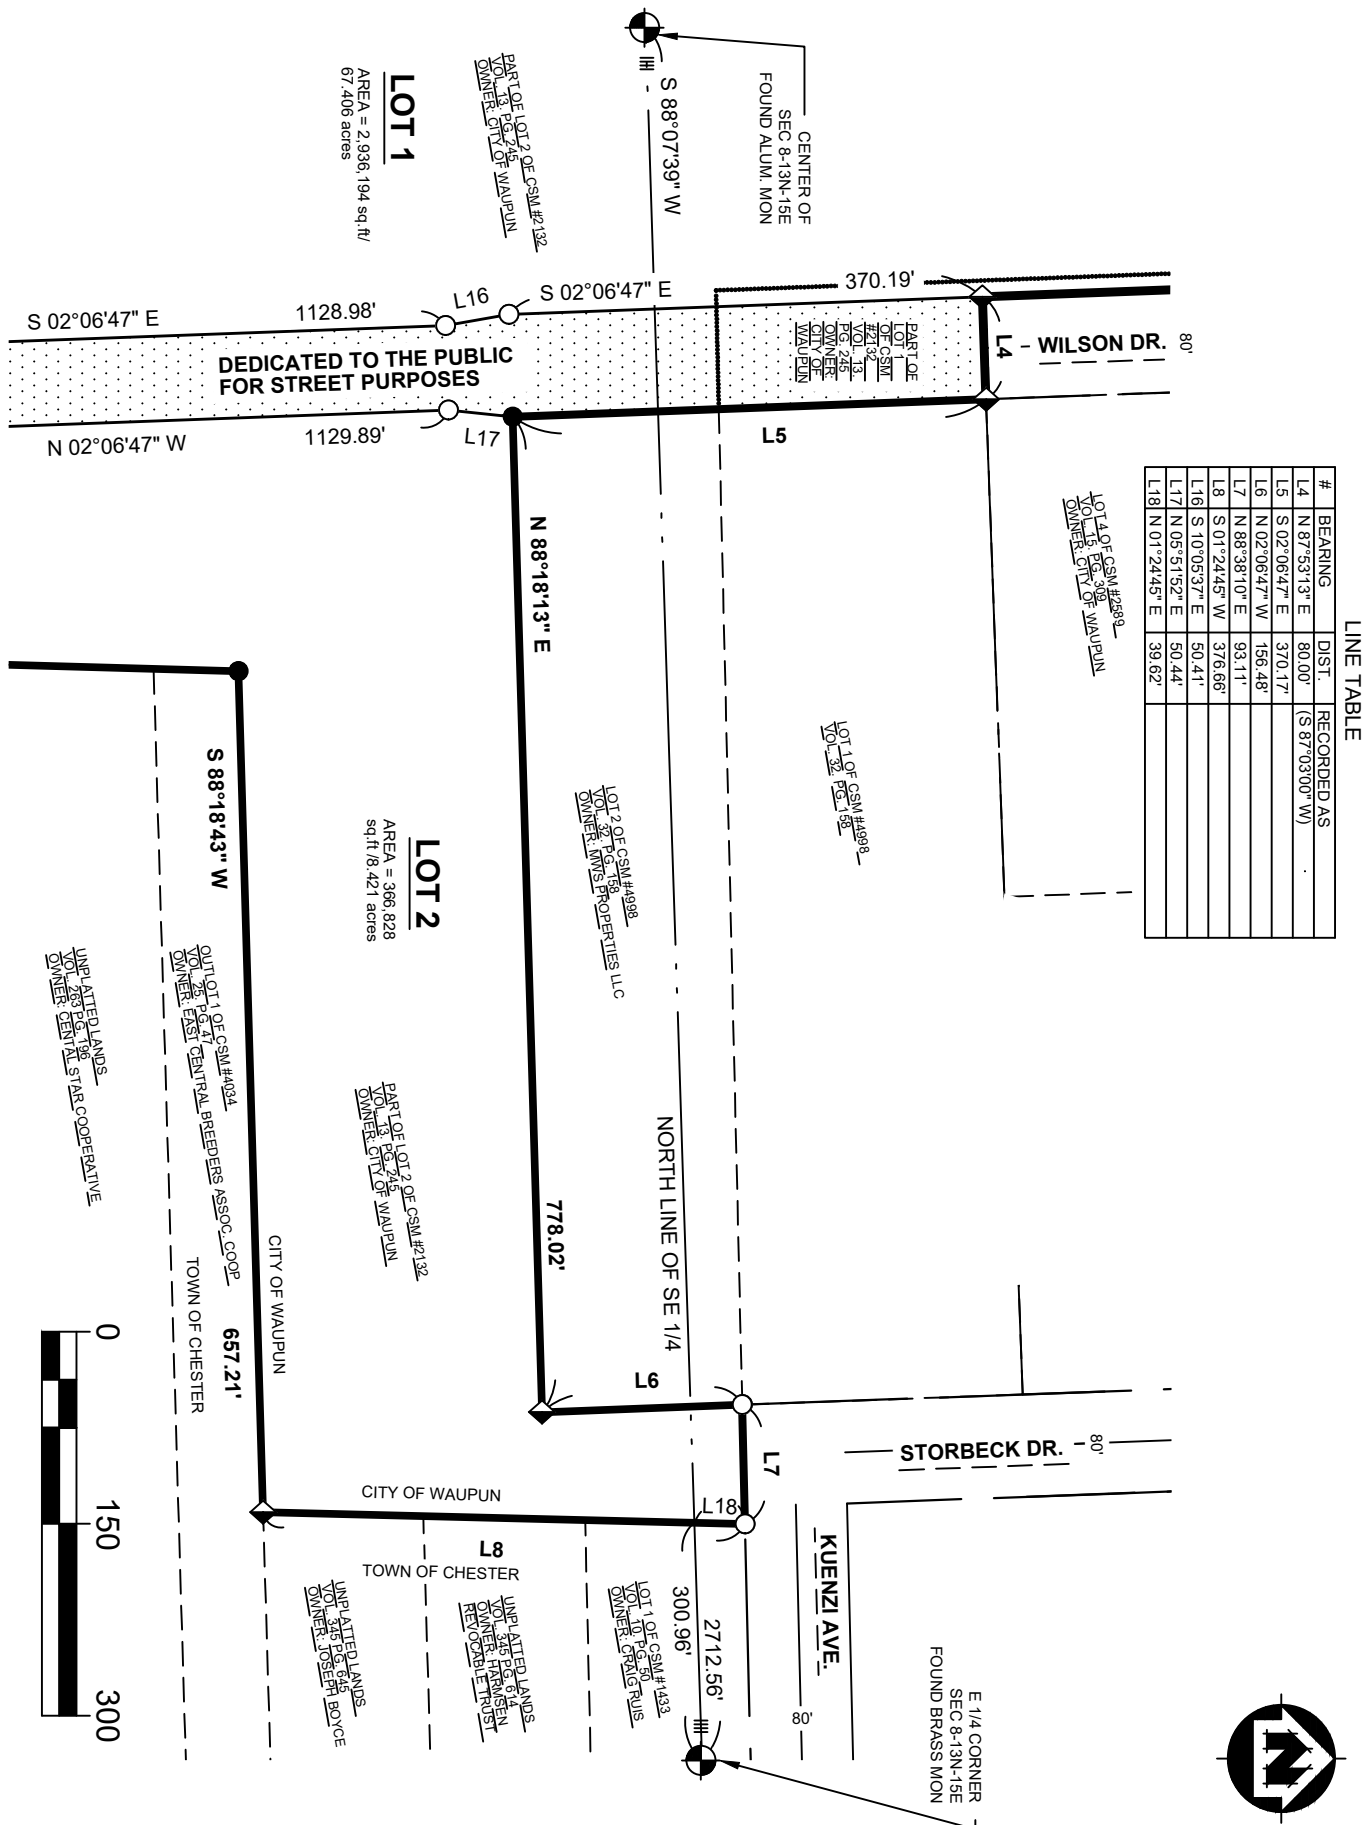 LINE TABLE
# BEARING DIST. RECORDED AS
L4 N 87°53'13" E 80.00' (S 87°03'00" W)
L5 S 02°06'47" E 370.17'
L6 N 02°06'47" W 156.48'
L7 N 88°38'10" E 93.11'
L8 S 01°24'45" W 376.66'
L16 S 10°05'37" E 50.41'
L17 N 05°51'52" E 50.44'
L18 N 01°24'45" E 39.62'
CENTER OF
SEC 8-13N-15E
FOUND ALUM. MON
S 88°07'39" W
PART OF LOT 2 OF CSM #2132
VOL. 13. PG. 245
OWNER: CITY OF WAUPUN
LOT 1
AREA = 2,936,194 sq.ft/
67.406 acres
WILSON DR.
80'
L4
370.19'
PART OF
LOT 1
OF CSM
#2132
VOL. 13.
PG. 245
OWNER:
CITY OF
WAUPUN
L5
S 02°06'47" E
L16
1128.98'
S 02°06'47" E
DEDICATED TO THE PUBLIC
FOR STREET PURPOSES
L17
1129.89'
N 02°06'47" W
LOT 4 OF CSM #2589
VOL. 15. PG. 309
OWNER: CITY OF WAUPUN
LOT 1 OF CSM #4998
VOL. 32. PG. 158
LOT 2 OF CSM #4998
VOL. 32. PG. 158
OWNER: MWS PROPERTIES LLC
N 88°18'13" E
778.02'
NORTH LINE OF SE 1/4
LOT 2
AREA = 366,828
sq.ft /8.421 acres
PART OF LOT 2 OF CSM #2132
VOL. 13. PG. 245
OWNER: CITY OF WAUPUN
S 88°18'43" W
657.21'
CITY OF WAUPUN
TOWN OF CHESTER
OUTLOT 1 OF CSM #4034
VOL. 25. PG. 47
OWNER: EAST CENTRAL BREEDERS ASSOC. COOP
UNPLATTED LANDS
VOL. 263 PG. 196
OWNER: CENTAL STAR COOPERATIVE
L6
L7
STORBECK DR.
80'
KUENZI AVE.
80'
L18
CITY OF WAUPUN
L8
TOWN OF CHESTER
300.96'
2712.56'
LOT 1 OF CSM #1433
VOL. 10. PG. 50
OWNER: CRAIG RUIS
UNPLATTED LANDS
VOL. 345 PG. 614
OWNER: HARMSEN
REVOCABLE TRUST
UNPLATTED LANDS
VOL. 345 PG. 645
OWNER: JOSEPH BOYCE
E 1/4 CORNER
SEC 8-13N-15E
FOUND BRASS MON
0 150 300
N